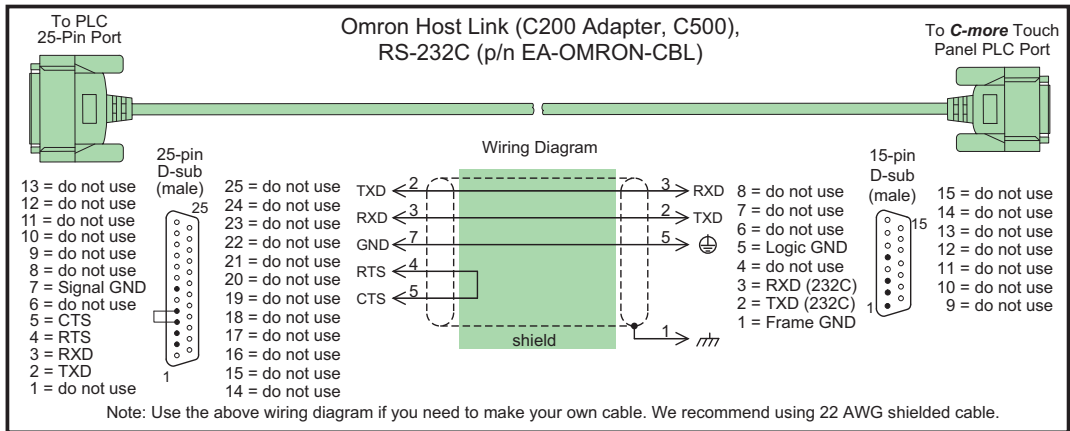 To PLC
25-Pin Port
Omron Host Link (C200 Adapter, C500),
RS-232C (p/n EA-OMRON-CBL)
To C-more Touch
Panel PLC Port
Wiring Diagram
25-pin
D-sub
(male)
25
1
13 = do not use
12 = do not use
11 = do not use
10 = do not use
9 = do not use
8 = do not use
7 = Signal GND
6 = do not use
5 = CTS
4 = RTS
3 = RXD
2 = TXD
1 = do not use
25 = do not use
24 = do not use
23 = do not use
22 = do not use
21 = do not use
20 = do not use
19 = do not use
18 = do not use
17 = do not use
16 = do not use
15 = do not use
14 = do not use
TXD 2 3 RXD
RXD 3 2 TXD
GND 7 5
RTS 4
CTS 5
shield
1
8 = do not use
7 = do not use
6 = do not use
5 = Logic GND
4 = do not use
3 = RXD (232C)
2 = TXD (232C)
1 = Frame GND
15-pin
D-sub
(male)
15
1
15 = do not use
14 = do not use
13 = do not use
12 = do not use
11 = do not use
10 = do not use
9 = do not use
Note: Use the above wiring diagram if you need to make your own cable. We recommend using 22 AWG shielded cable.